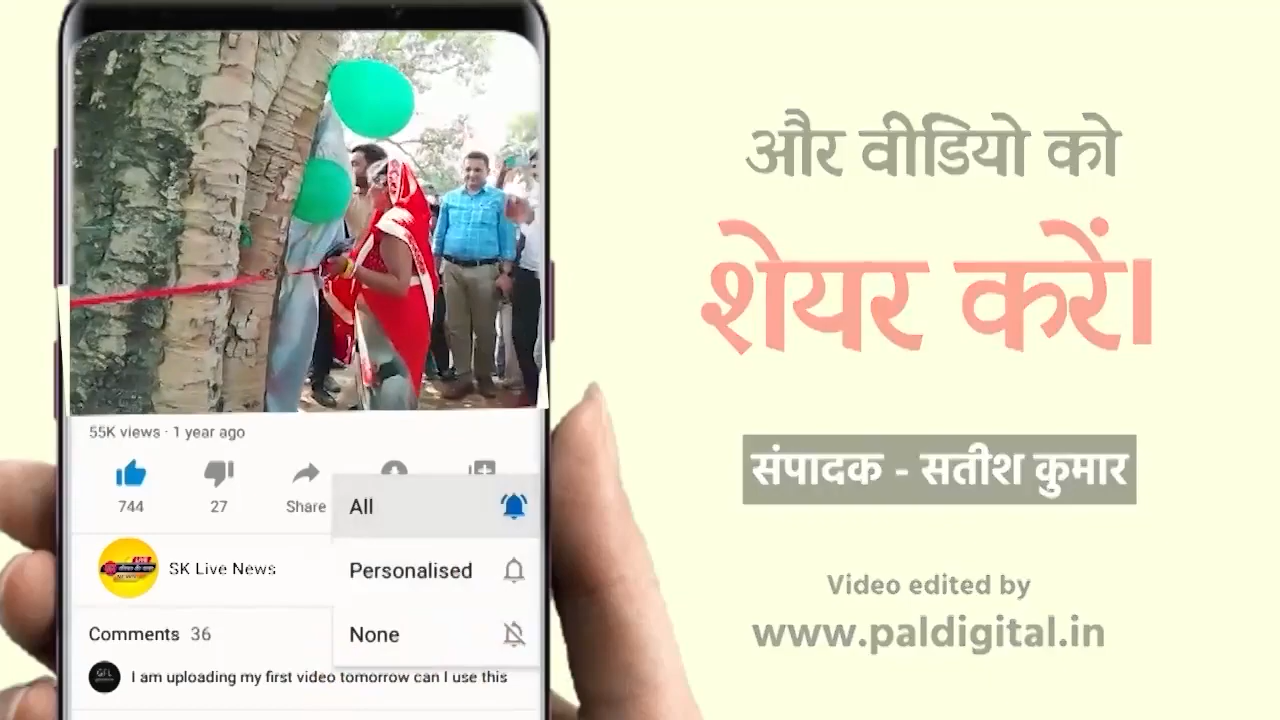 और वीडियो को
शेयर करें।
संपादक - सतीश कुमार
Video edited by
www.paldigital.in
55K views · 1 year ago
744
27
Share
All
SK Live News
Personalised
Comments 36
None
GFL
I am uploading my first video tomorrow can I use this